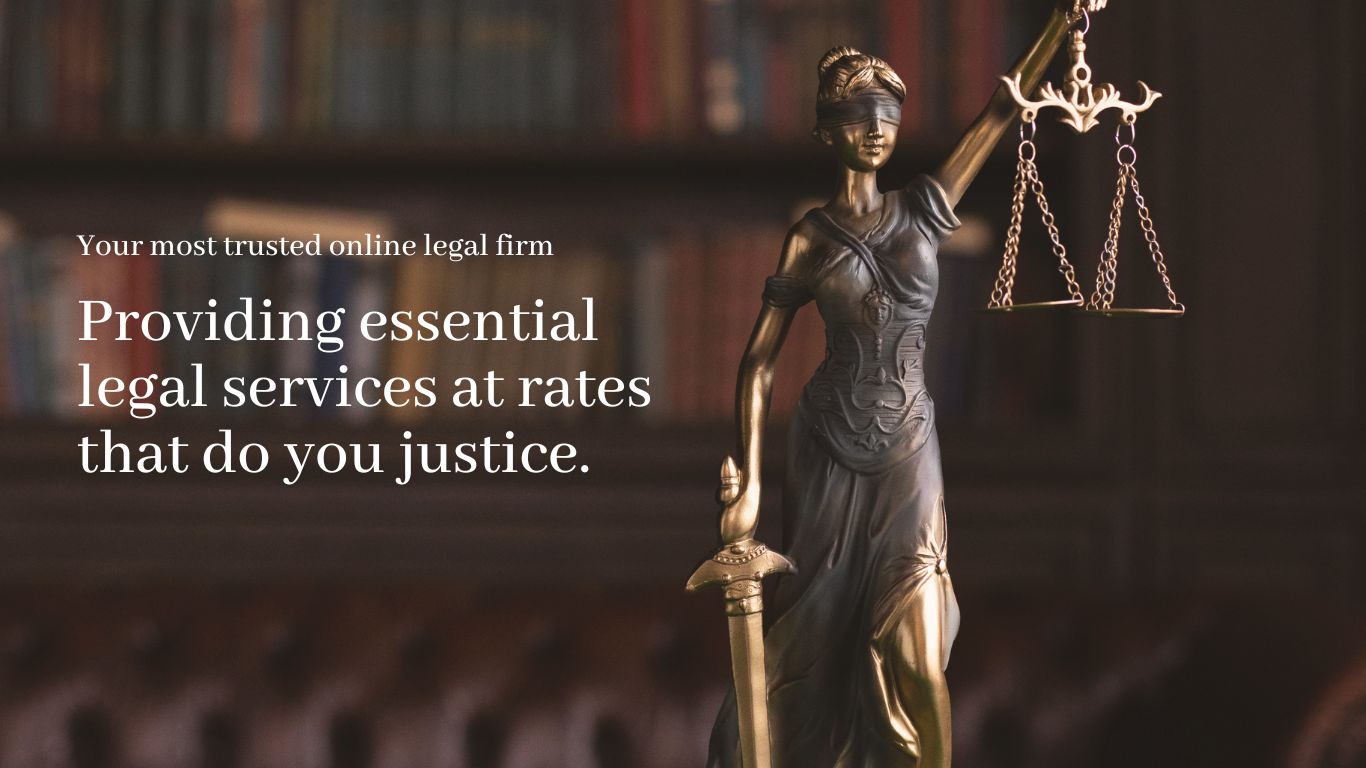 Your most trusted online legal firm
Providing essential
legal services at rates
that do you justice.